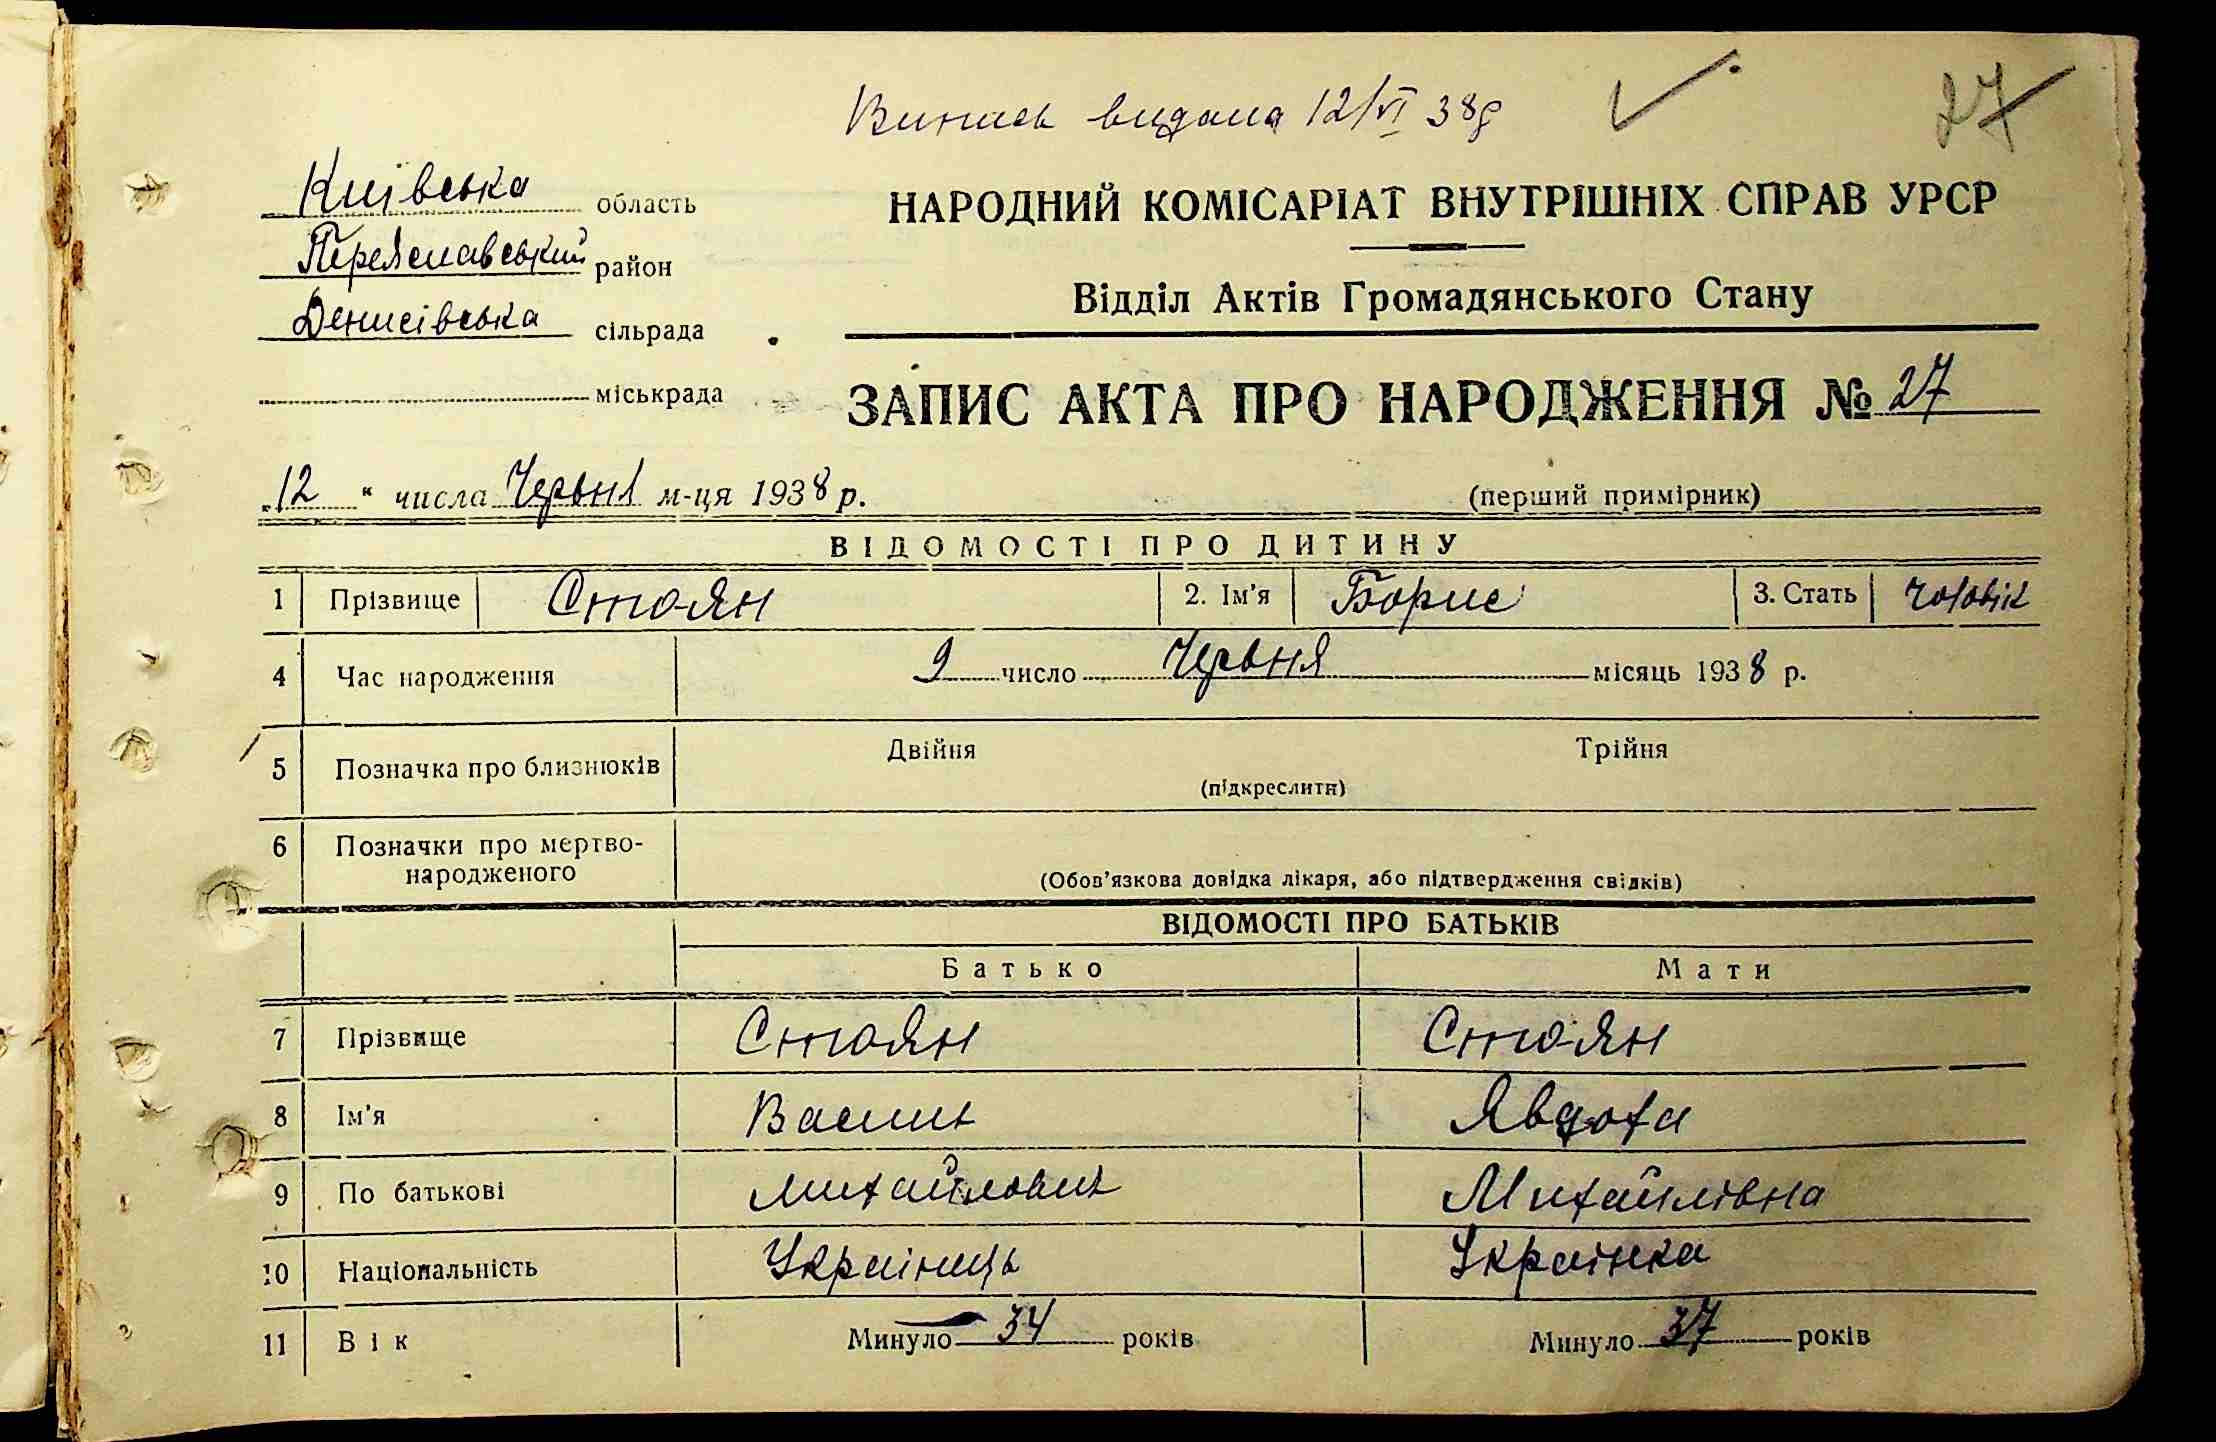 Випись видана 12/VI 38р
27
Київська область
Переяславський район
Денисівська сільрада
міськрада
НАРОДНИЙ КОМІСАРІАТ ВНУТРІШНІХ СПРАВ УРСР
Відділ Актів Громадянського Стану
ЗАПИС АКТА ПРО НАРОДЖЕННЯ № 27
„12“ числа Червня м-ця 1938 р.
(перший примірник)
ВІДОМОСТІ ПРО ДИТИНУ
1 Прізвище Стоян 2. Ім'я Борис 3. Стать чоловік
4 Час народження 9 число Червня місяць 1938 р.
5 Позначка про близнюків Двійня Трійня
(підкреслити)
6 Позначки про мертво-
народженого
(Обов'язкова довідка лікаря, або підтвердження свідків)
ВІДОМОСТІ ПРО БАТЬКІВ
Батько Мати
7 Прізвище Стоян Стоян
8 Ім'я Василь Явдоха
9 По батькові Михайлович Михайлівна
10 Національність Українець Українка
11 Вік Минуло 34 років Минуло 37 років